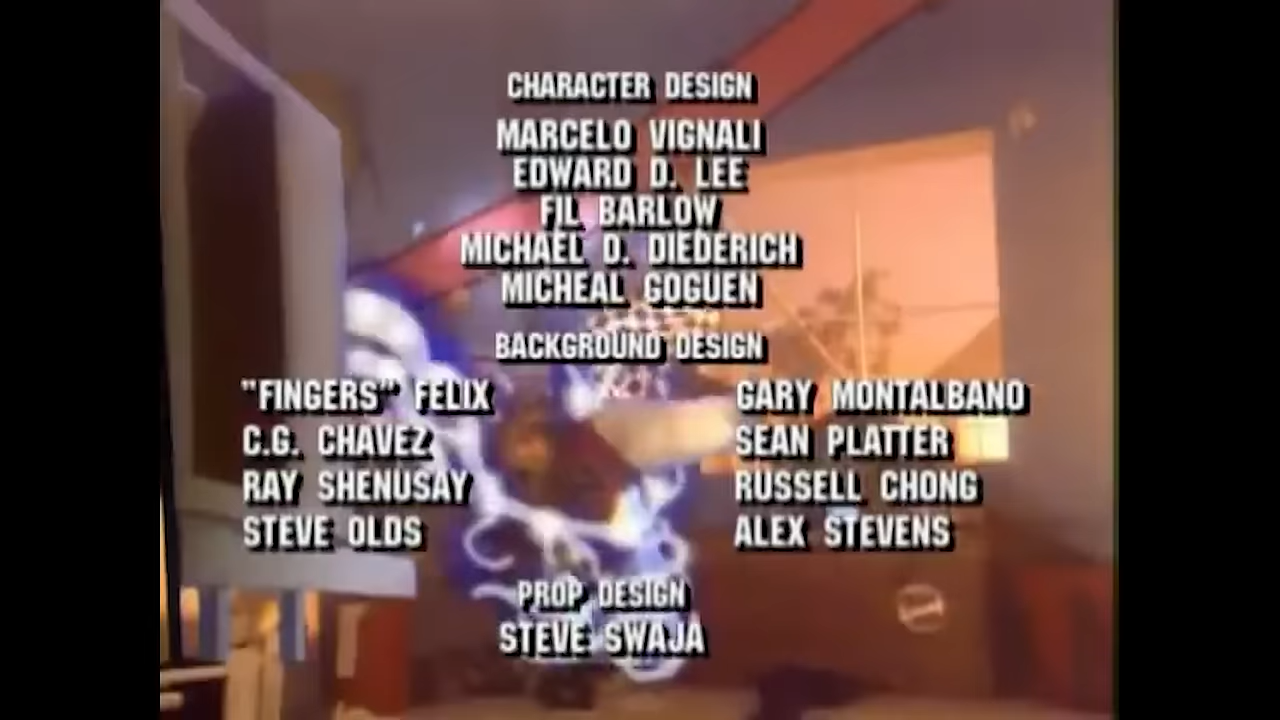 CHARACTER DESIGN
MARCELO VIGNALI
EDWARD D. LEE
FIL BARLOW
MICHAEL D. DIEDERICH
MICHEAL GOGUEN
BACKGROUND DESIGN
"FINGERS" FELIX
C.G. CHAVEZ
RAY SHENUSAY
STEVE OLDS
GARY MONTALBANO
SEAN PLATTER
RUSSELL CHONG
ALEX STEVENS
PROP DESIGN
STEVE SWAJA